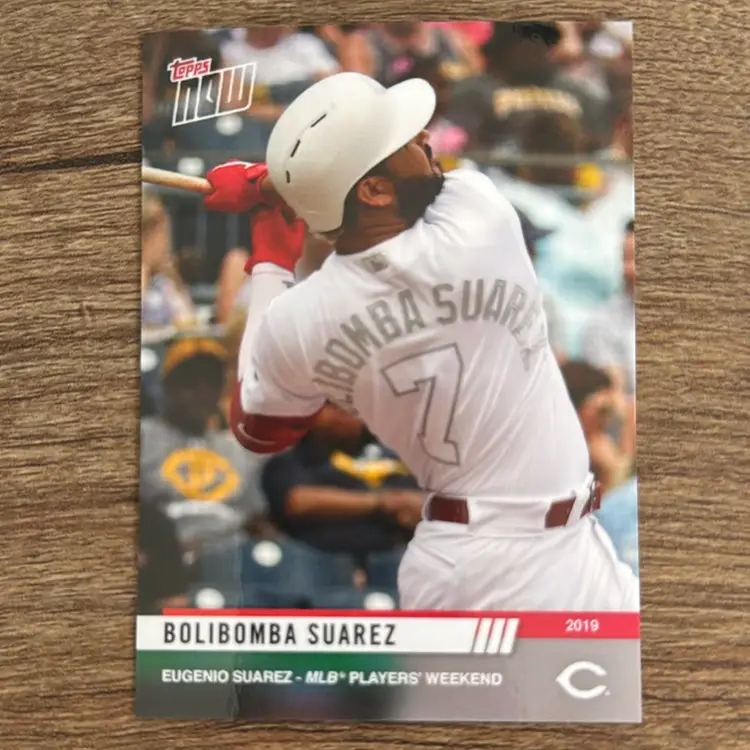 Topps
NOW
BOLIBOMBA SUAREZ
7
BOLIBOMBA SUAREZ
2019
EUGENIO SUAREZ - MLB® PLAYERS' WEEKEND
C